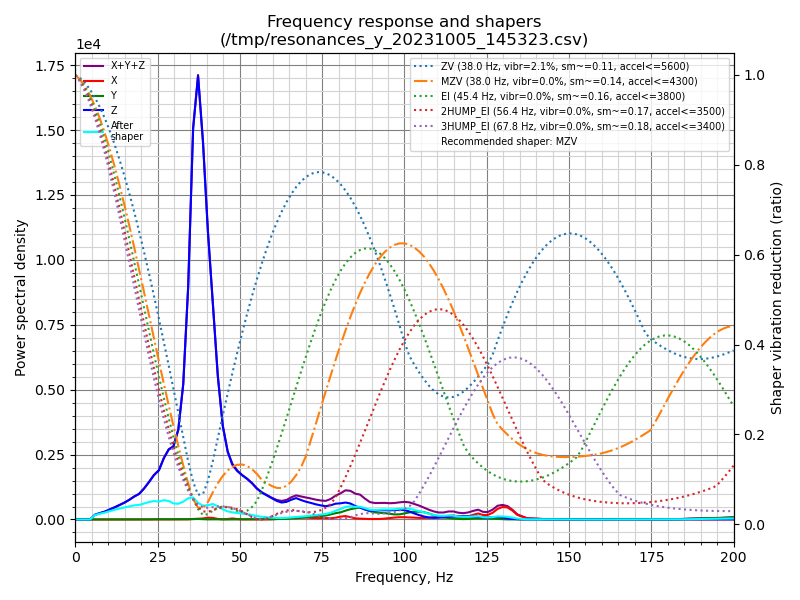 Frequency response and shapers
(/tmp/resonances_y_20231005_145323.csv)
1e4
X+Y+Z
X
Y
Z
After
shaper
ZV (38.0 Hz, vibr=2.1%, sm~=0.11, accel<=5600)
MZV (38.0 Hz, vibr=0.0%, sm~=0.14, accel<=4300)
EI (45.4 Hz, vibr=0.0%, sm~=0.16, accel<=3800)
2HUMP_EI (56.4 Hz, vibr=0.0%, sm~=0.17, accel<=3500)
3HUMP_EI (67.8 Hz, vibr=0.0%, sm~=0.18, accel<=3400)
Recommended shaper: MZV
Power spectral density
1.75
1.50
1.25
1.00
0.75
0.50
0.25
0.00
1.0
0.8
0.6
0.4
0.2
0.0
Shaper vibration reduction (ratio)
0
25
50
75
100
125
150
175
200
Frequency, Hz